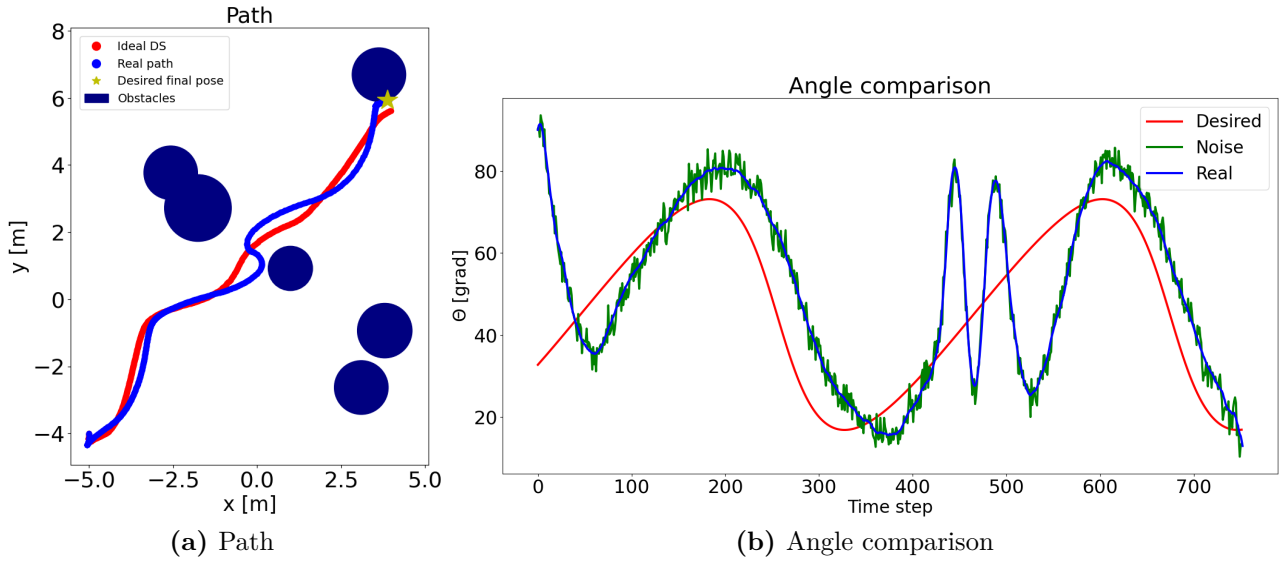 Path
8
6
4
2
0
−2
−4
y [m]
Ideal DS
Real path
Desired final pose
Obstacles
−5.0 −2.5 0.0 2.5 5.0
x [m]
(a) Path
Angle comparison
80
60
40
20
Θ [grad]
Desired
Noise
Real
0 100 200 300 400 500 600 700
Time step
(b) Angle comparison